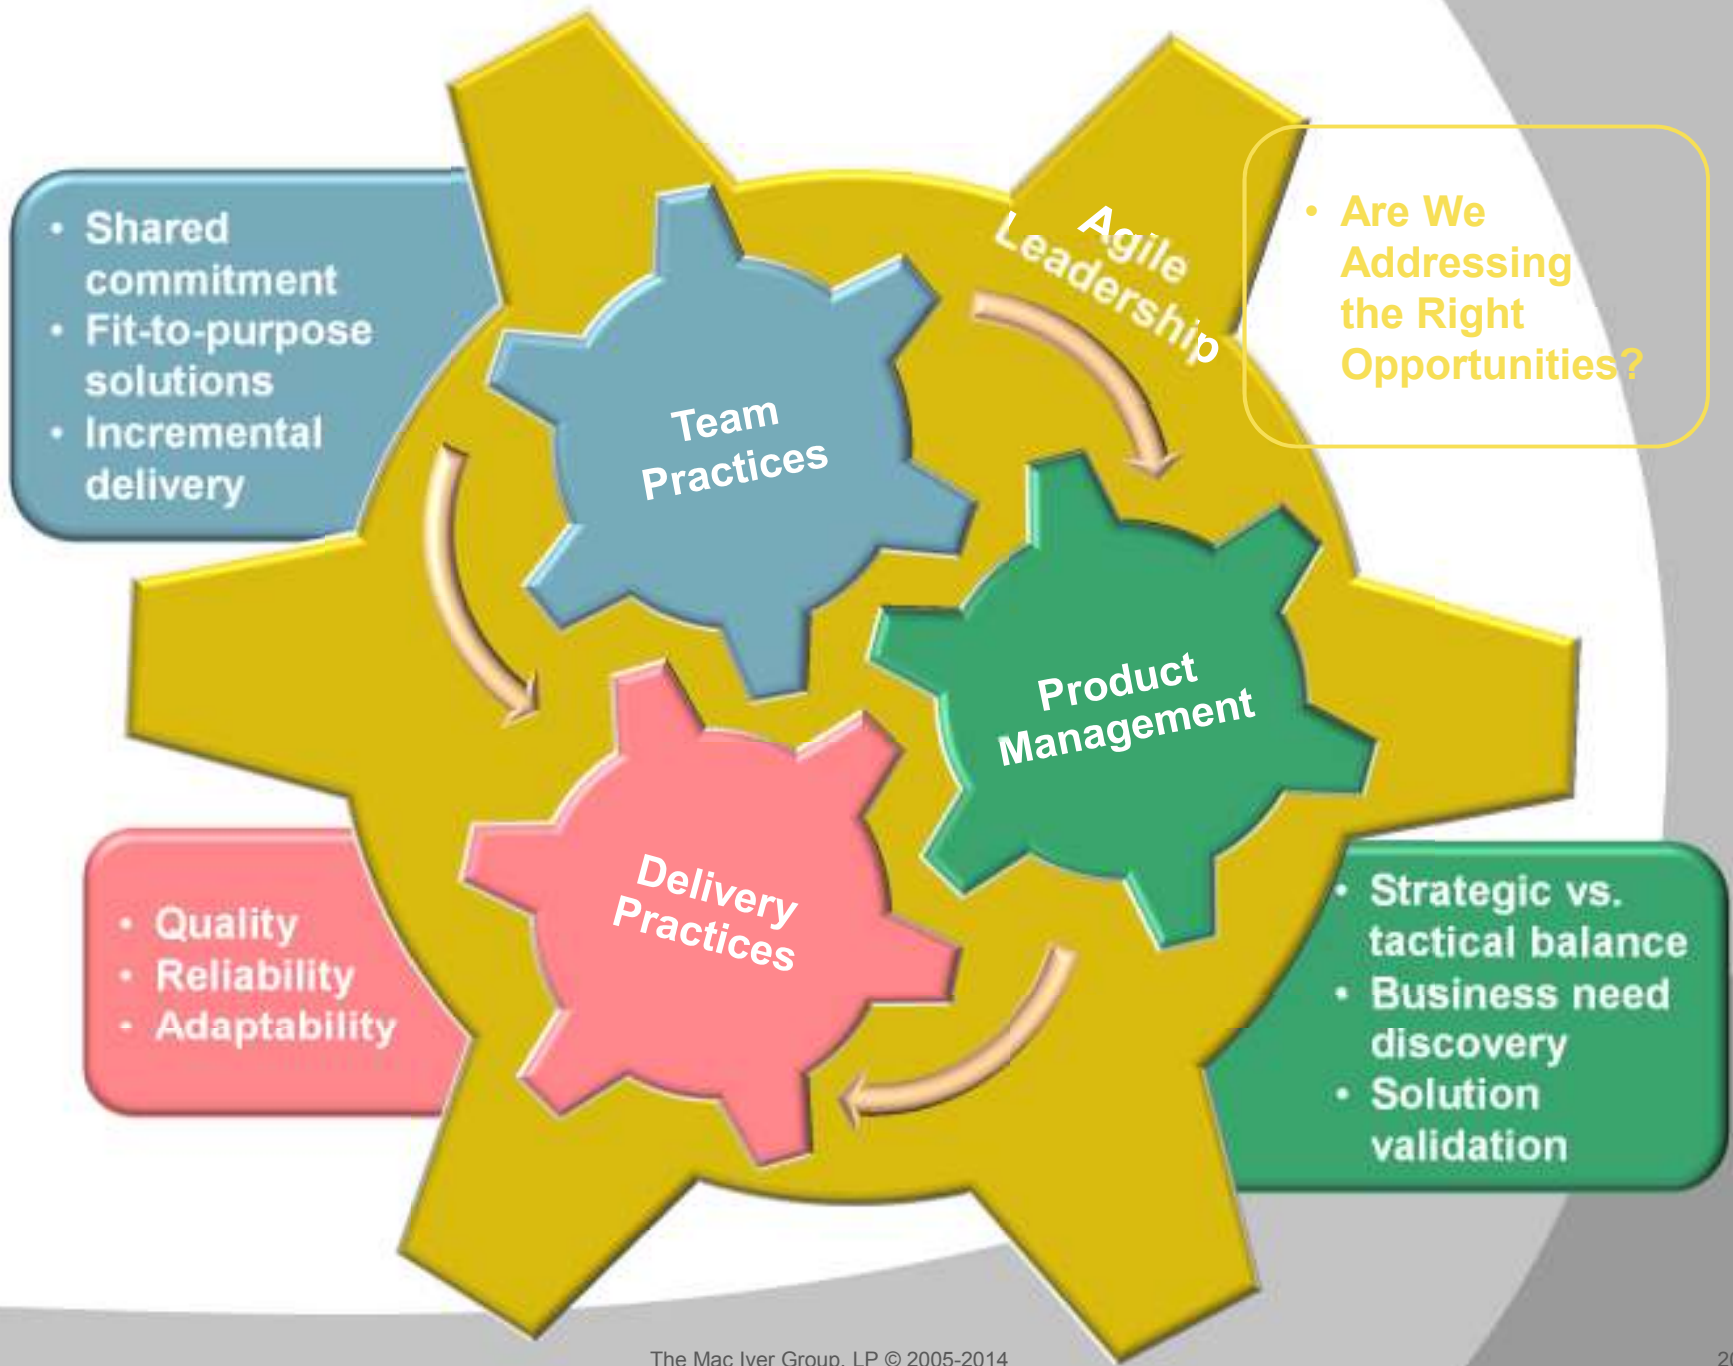 • Shared
commitment
• Fit-to-purpose
solutions
• Incremental
delivery
Agile
Leadership
• Are We
Addressing
the Right
Opportunities?
Team
Practices
Product
Management
Delivery
Practices
• Quality
• Reliability
• Adaptability
• Strategic vs.
tactical balance
• Business need
discovery
• Solution
validation
The Mac Iver Group, LP © 2005-2014